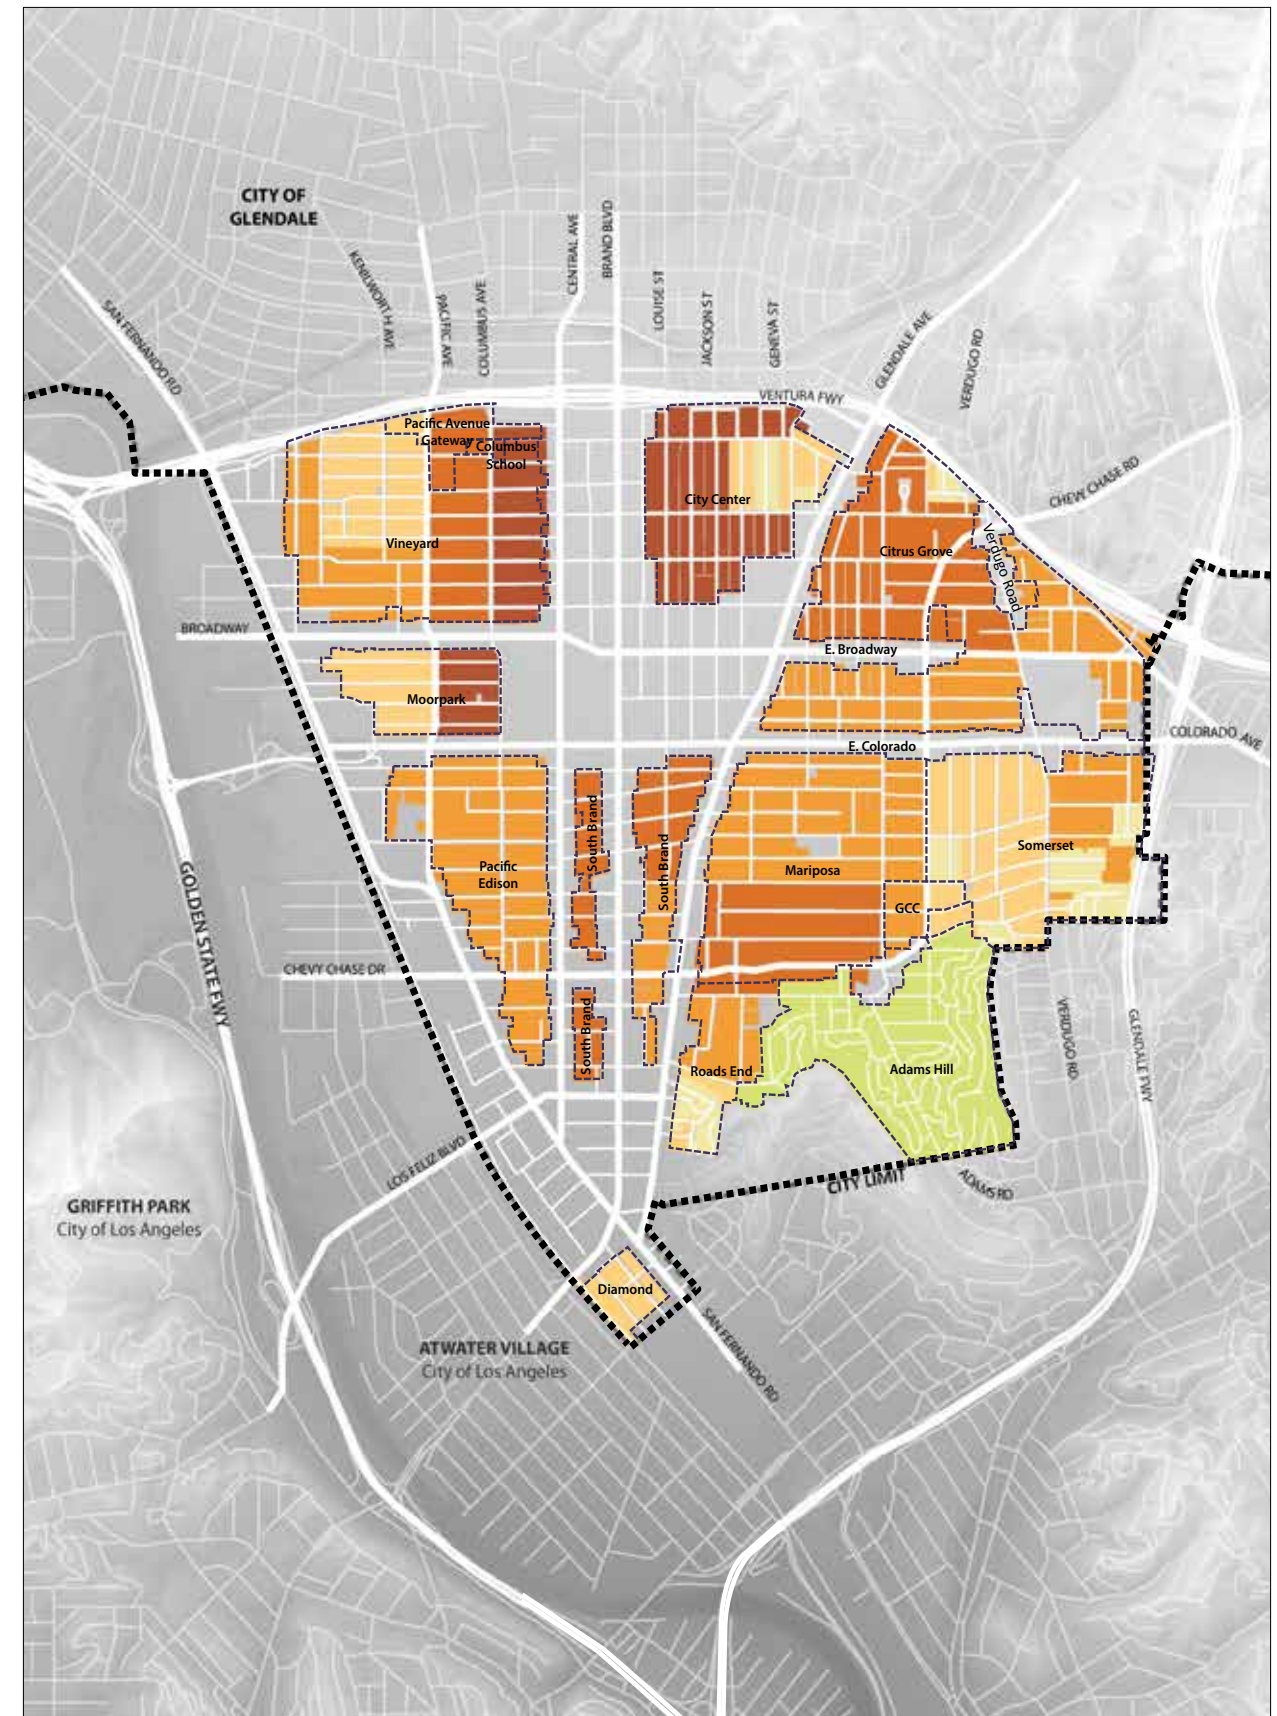 CITY OF
GLENDALE
CENTRAL AVE
BRAND BLVD
KENILWORTH AVE
PACIFIC AVE
COLUMBUS AVE
LOUISE ST
JACKSON ST
GENEVA ST
GLENDALE AVE
VERDUGO RD
SAN FERNANDO RD
VENTURA FWY
CHEVY CHASE RD
Pacific Avenue
Gateway
Columbus
School
City Center
Vineyard
Citrus Grove
Verdugo Road
BROADWAY
E. Broadway
Moorpark
COLORADO AVE
E. Colorado
South Brand
South Brand
Somerset
Pacific
Edison
Mariposa
GCC
GOLDEN STATE FWY
CHEVY CHASE DR
South Brand
Roads End
Adams Hill
VERDUGO RD
GLENDALE FWY
LOS FELIZ BLVD
CITY LIMIT
ADAMS RD
GRIFFITH PARK
City of Los Angeles
Diamond
SAN FERNANDO RD
ATWATER VILLAGE
City of Los Angeles